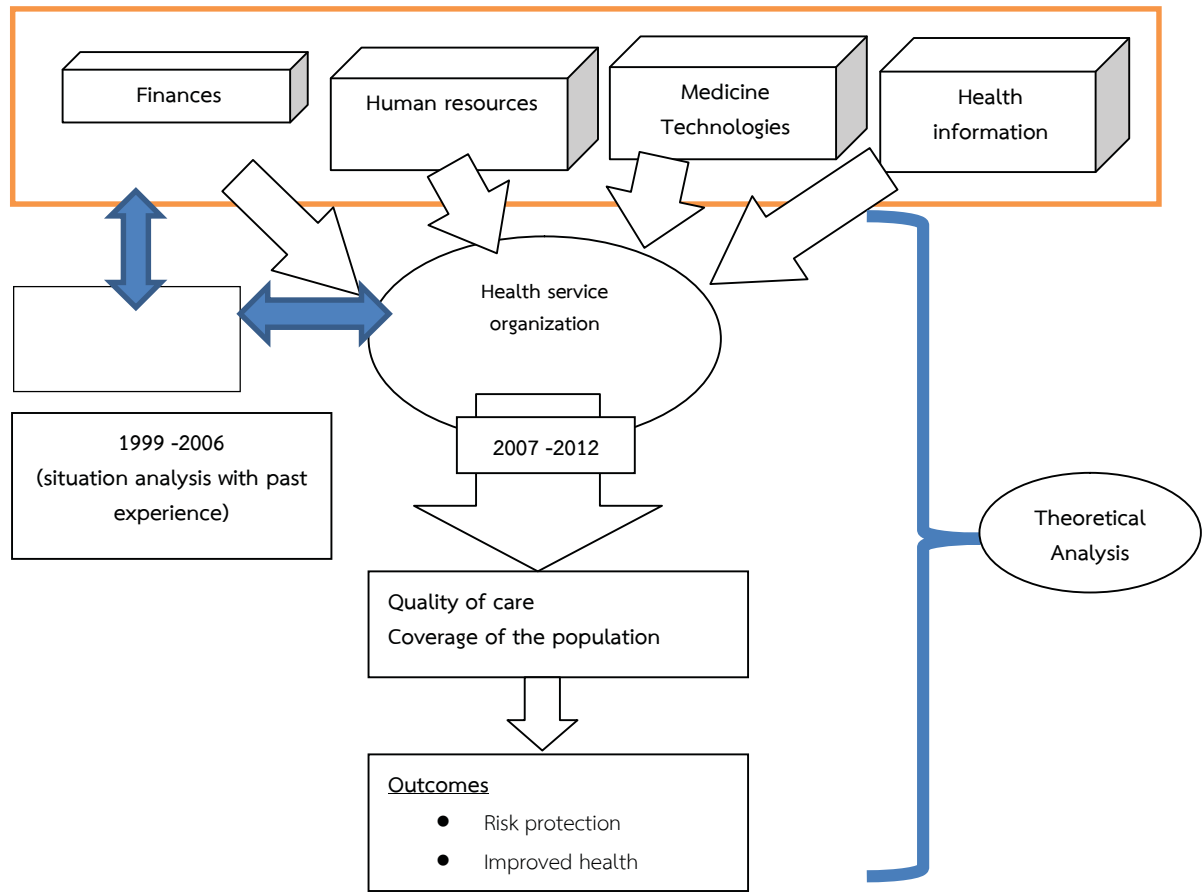 Finances
Human resources
Medicine
Technologies
Health
information
Health service
organization
1999 -2006
(situation analysis with past
experience)
2007 -2012
Theoretical
Analysis
Quality of care
Coverage of the population
Outcomes
● Risk protection
● Improved health